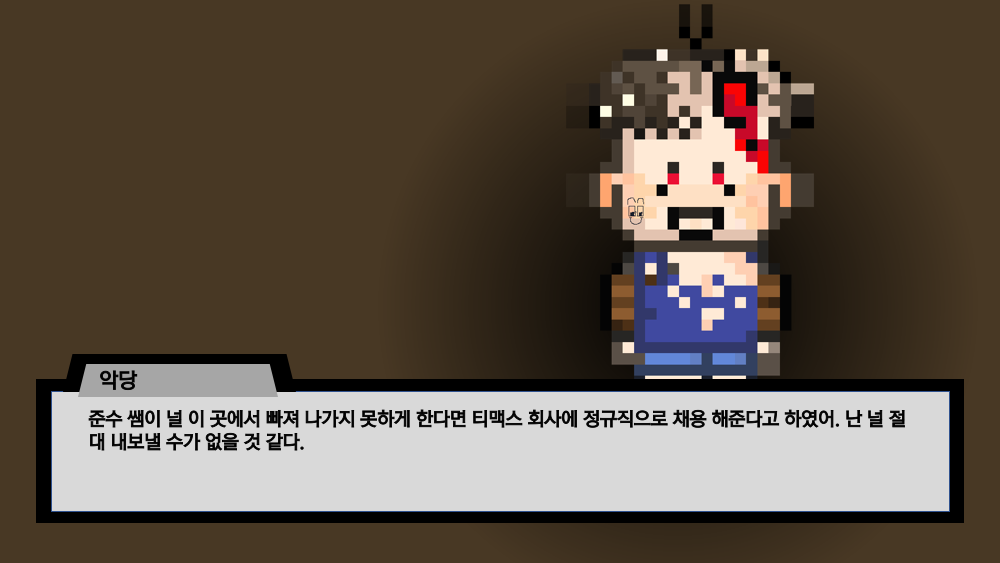 악당
준수 쌤이 널 이 곳에서 빠져 나가지 못하게 한다면 티맥스 회사에 정규직으로 채용 해준다고 하였어. 난 널 절
대 내보낼 수가 없을 것 같다.